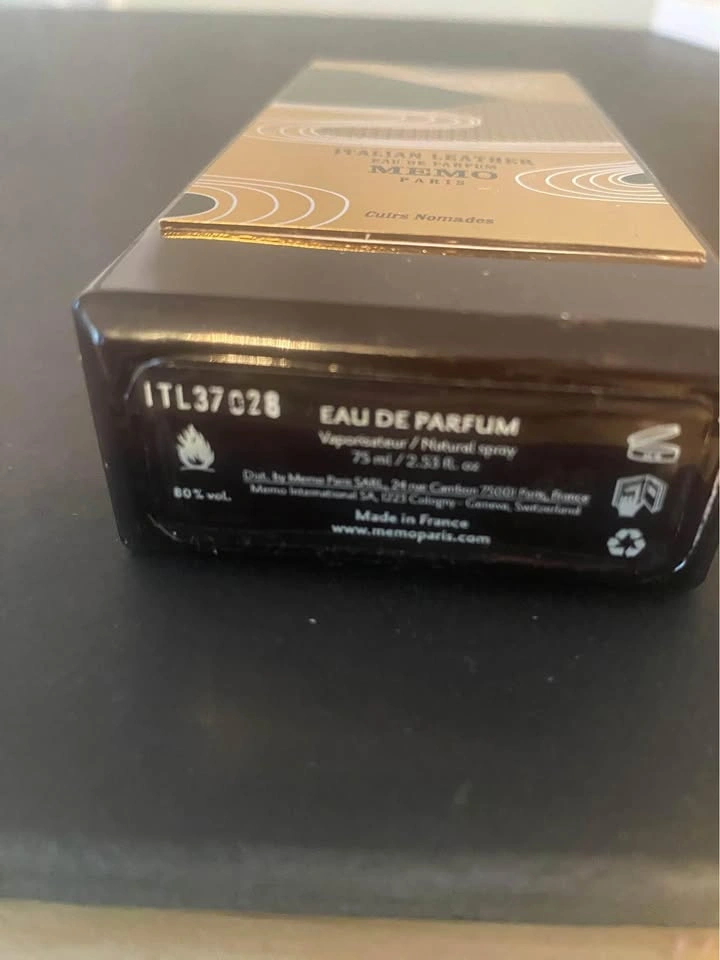 ITALIAN LEATHER
EAU DE PARFUM
MEMO
PARIS
Cuirs Nomades
ITL37028
EAU DE PARFUM
Vaporisateur / Natural spray
75 ml / 2.53 fl. oz
80% vol.
Dist. by Memo Paris SARL, 24 rue Cambon 75001 Paris, France
Memo International SA, 1223 Cologny - Geneva, Switzerland
Made in France
www.memoparis.com